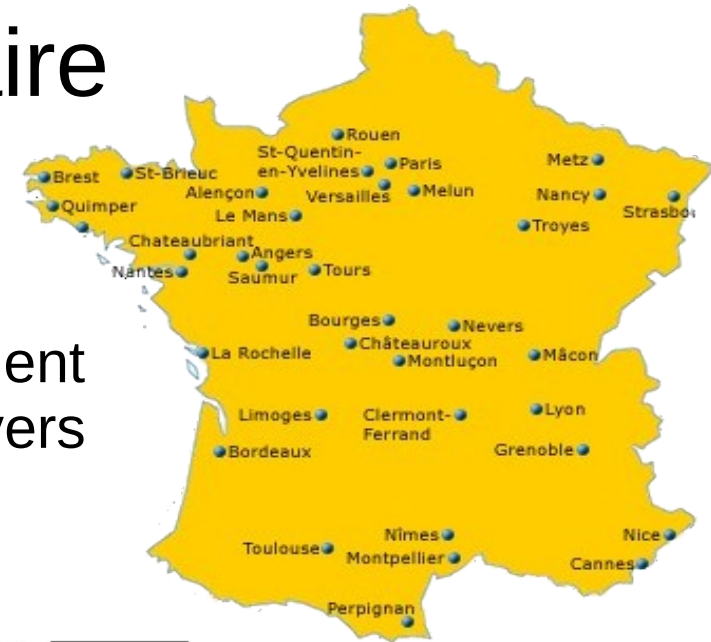 ire
Rouen
St-Quentin-
en-Yvelines
Paris
Metz
Brest
St-Brieuc
Alençon
Versailles
Melun
Nancy
Quimper
Le Mans
Strasbo
Troyes
Chateaubriant
Angers
Nantes
Saumur
Tours
Bourges
Nevers
Châteauroux
La Rochelle
Montluçon
Mâcon
ent
vers
Limoges
Clermont-
Ferrand
Lyon
Bordeaux
Grenoble
Nîmes
Nice
Toulouse
Montpellier
Cannes
Perpignan